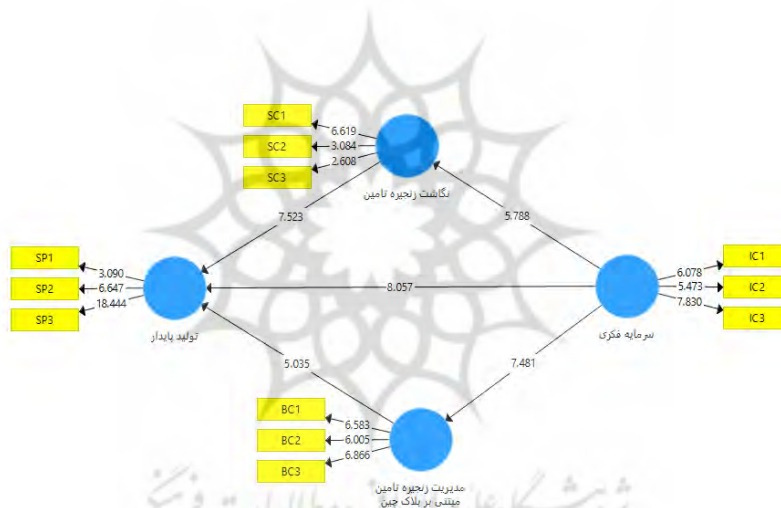 SC1
6.619
SC2
3.084
SC3
2.608
نگاشت زنجیره تامین
7.523
5.788
SP1
3.090
SP2
6.647
SP3
18.444
تولید پایدار
8.057
IC1
6.078
IC2
5.473
IC3
7.830
سرمایه فکری
5.035
7.481
BC1
6.583
BC2
6.005
BC3
6.866
مدیریت زنجیره تامین
مبتنی بر بلاک چین